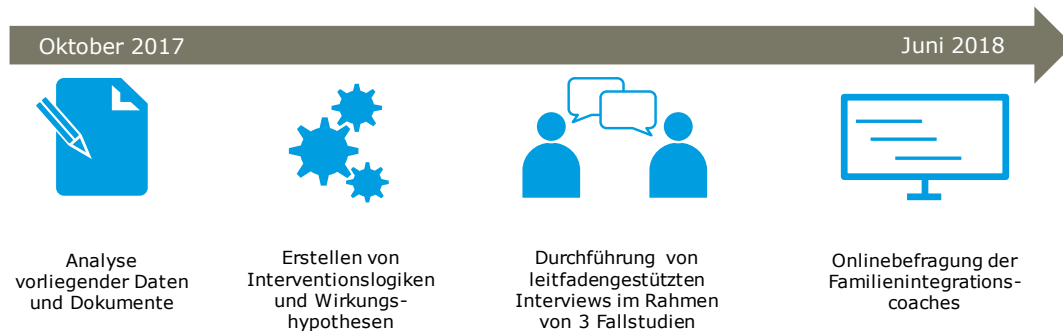 Oktober 2017
Juni 2018
Analyse
vorliegender Daten
und Dokumente
Erstellen von
Interventionslogiken
und Wirkungs-
hypothesen
Durchführung von
leitfadengestützten
Interviews im Rahmen
von 3 Fallstudien
Onlinebefragung der
Familienintegrations-
coaches